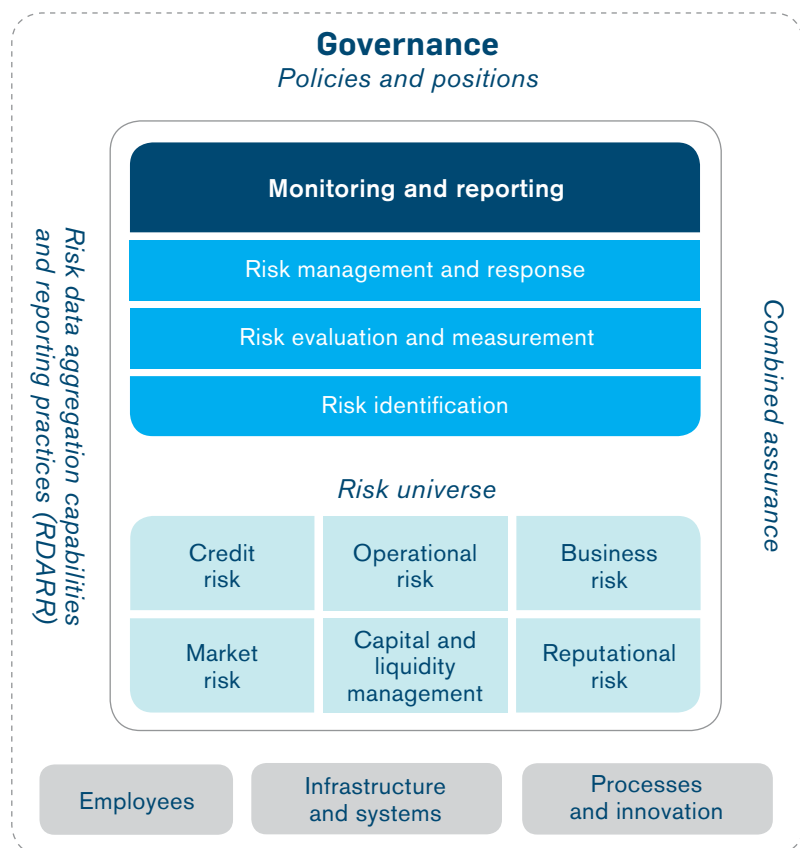 Governance
Policies and positions
Monitoring and reporting
Risk management and response
Risk evaluation and measurement
Risk identification
Risk data aggregation capabilities
and reporting practices (RDARR)
Combined assurance
Risk universe
Credit
risk
Operational
risk
Business
risk
Market
risk
Capital and
liquidity
management
Reputational
risk
Employees
Infrastructure
and systems
Processes
and innovation